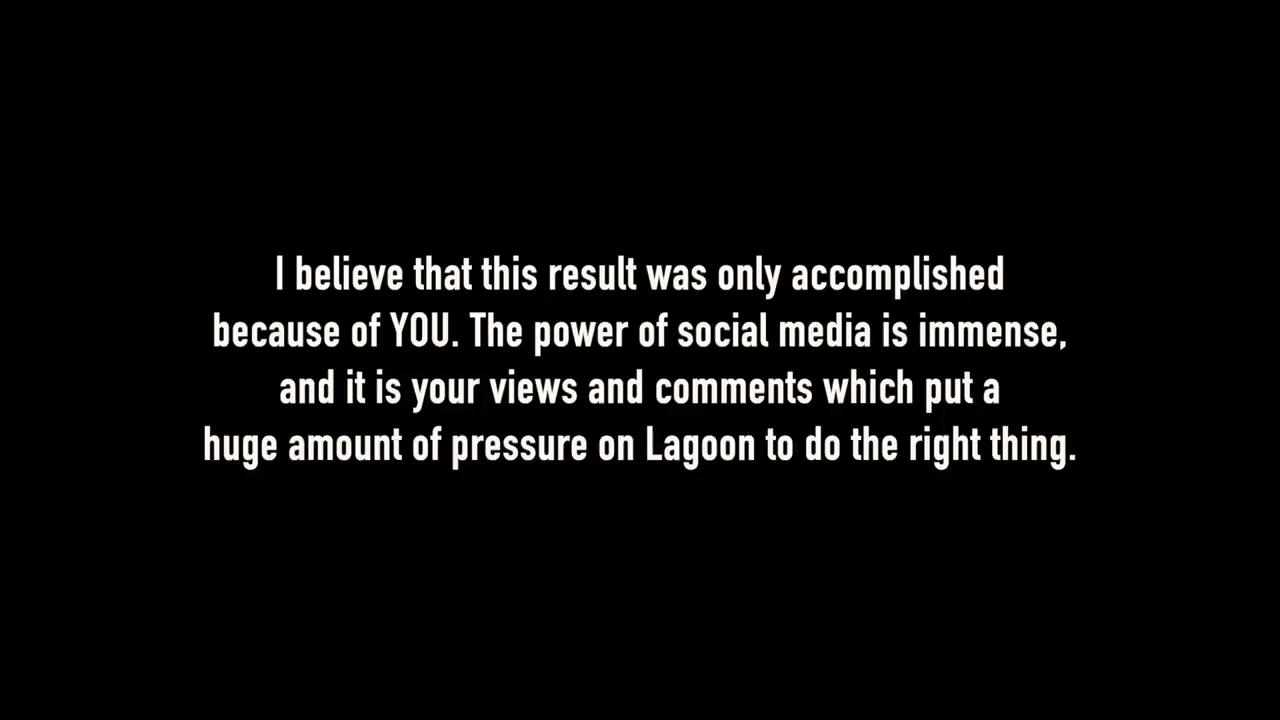 I believe that this result was only accomplished
because of YOU. The power of social media is immense,
and it is your views and comments which put a
huge amount of pressure on Lagoon to do the right thing.